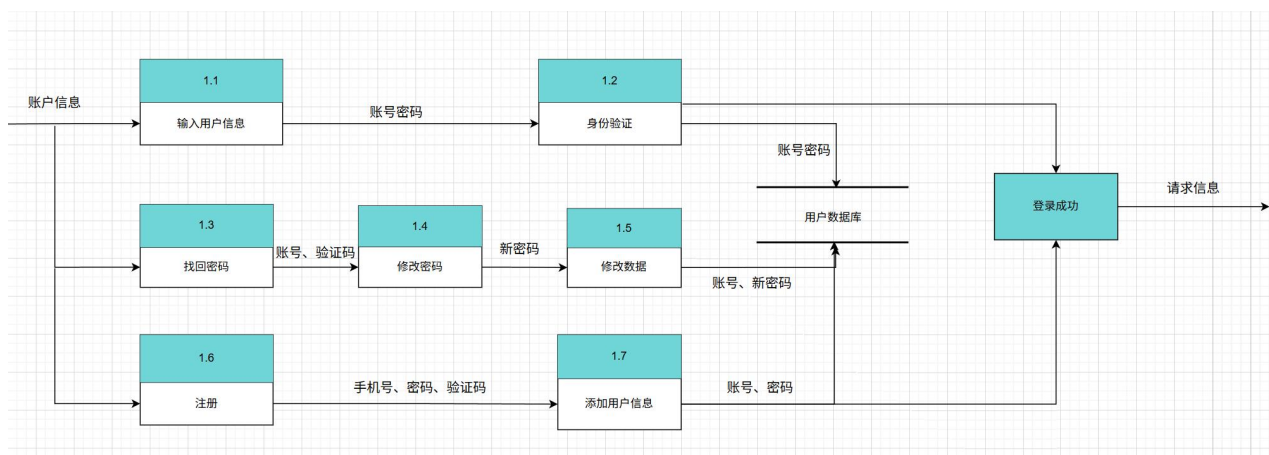 1.1
1.2
账户信息
账号密码
输入用户信息
身份验证
账号密码
请求信息
1.3
1.4
1.5
用户数据库
登录成功
账号、验证码
新密码
找回密码
修改密码
修改数据
账号、新密码
1.6
1.7
手机号、密码、验证码
账号、密码
注册
添加用户信息